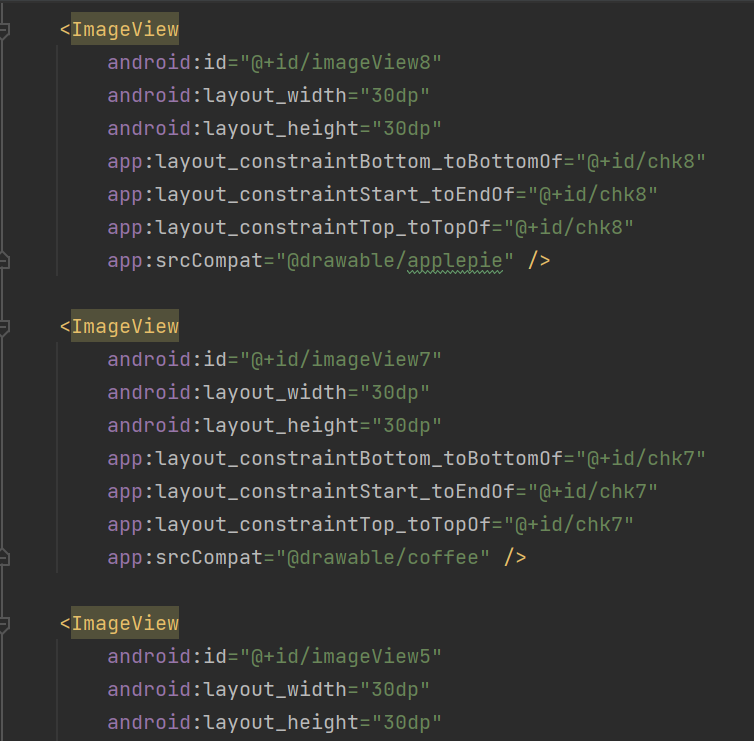 <ImageView
android:id="@+id/imageView8"
android:layout_width="30dp"
android:layout_height="30dp"
app:layout_constraintBottom_toBottomOf="@+id/chk8"
app:layout_constraintStart_toEndOf="@+id/chk8"
app:layout_constraintTop_toTopOf="@+id/chk8"
app:srcCompat="@drawable/applepie" />
<ImageView
android:id="@+id/imageView7"
android:layout_width="30dp"
android:layout_height="30dp"
app:layout_constraintBottom_toBottomOf="@+id/chk7"
app:layout_constraintStart_toEndOf="@+id/chk7"
app:layout_constraintTop_toTopOf="@+id/chk7"
app:srcCompat="@drawable/coffee" />
<ImageView
android:id="@+id/imageView5"
android:layout_width="30dp"
android:layout_height="30dp"